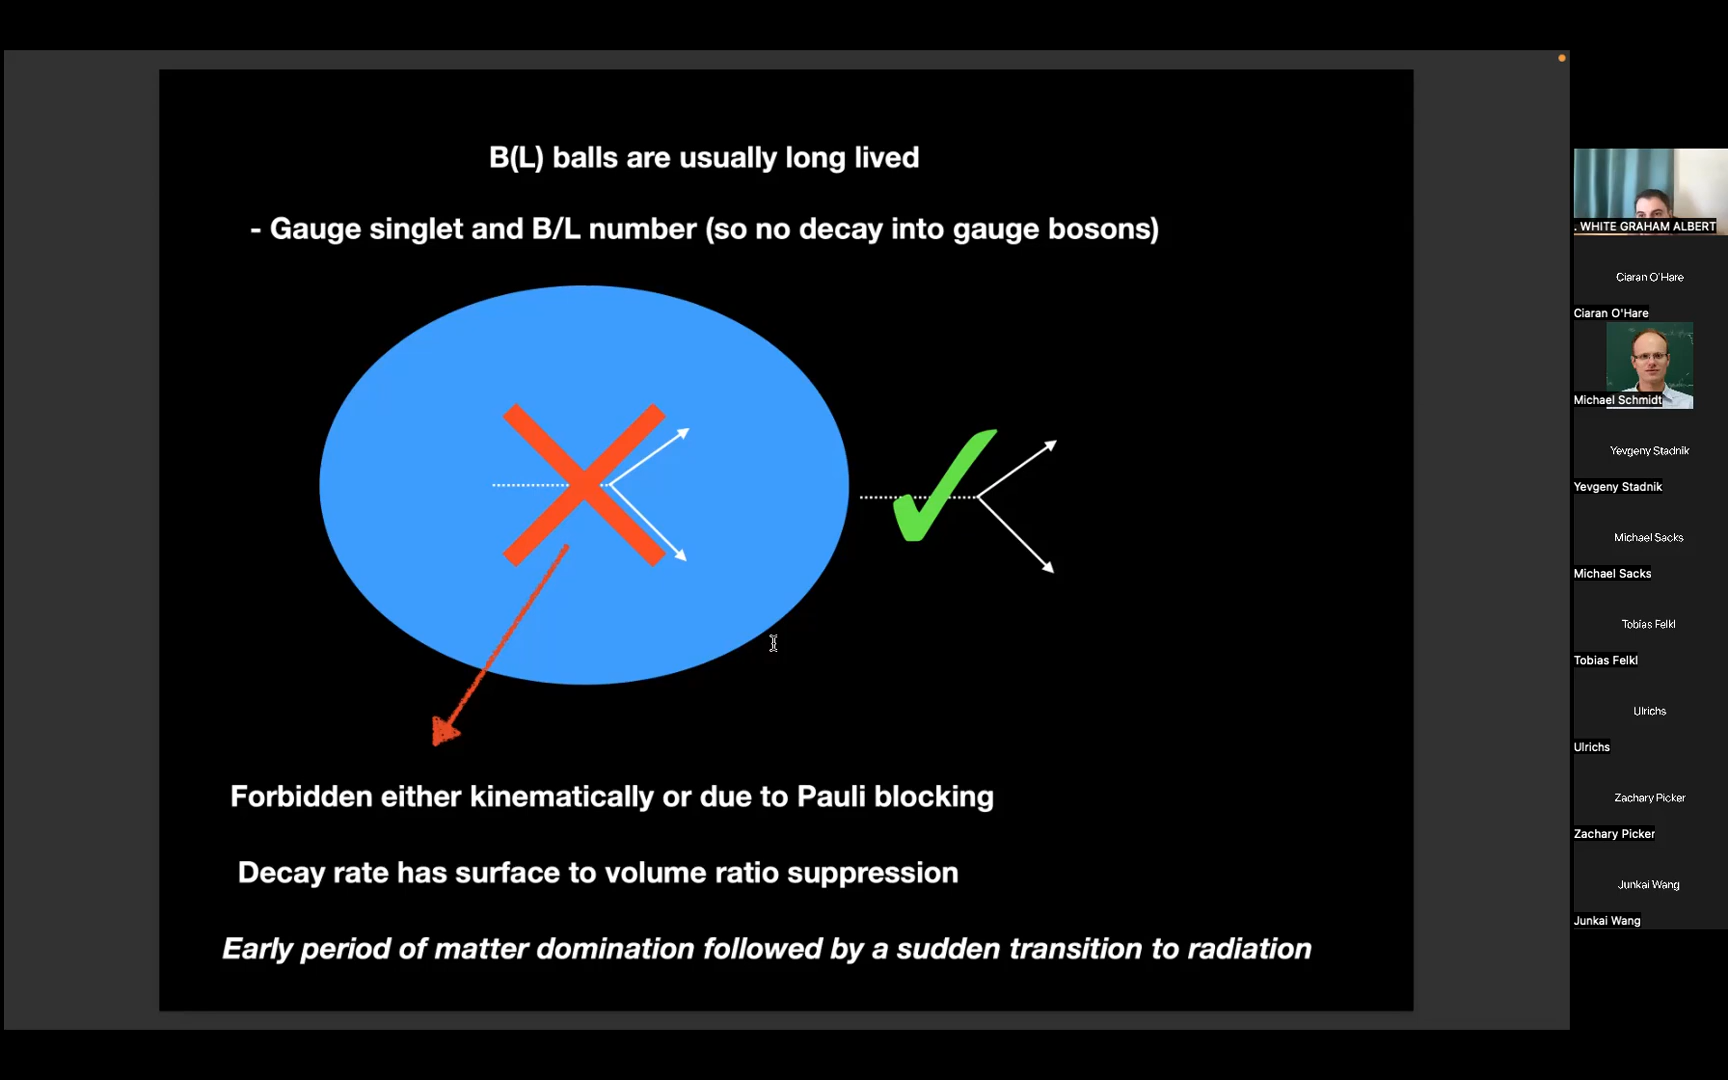 B(L) balls are usually long lived
- Gauge singlet and B/L number (so no decay into gauge bosons)
Forbidden either kinematically or due to Pauli blocking
Decay rate has surface to volume ratio suppression
Early period of matter domination followed by a sudden transition to radiation
. WHITE GRAHAM ALBERT
Ciaran O'Hare
Ciaran O'Hare
Michael Schmidt
Yevgeny Stadnik
Yevgeny Stadnik
Michael Sacks
Michael Sacks
Tobias Felkl
Tobias Felkl
Ulrichs
Ulrichs
Zachary Picker
Zachary Picker
Junkai Wang
Junkai Wang